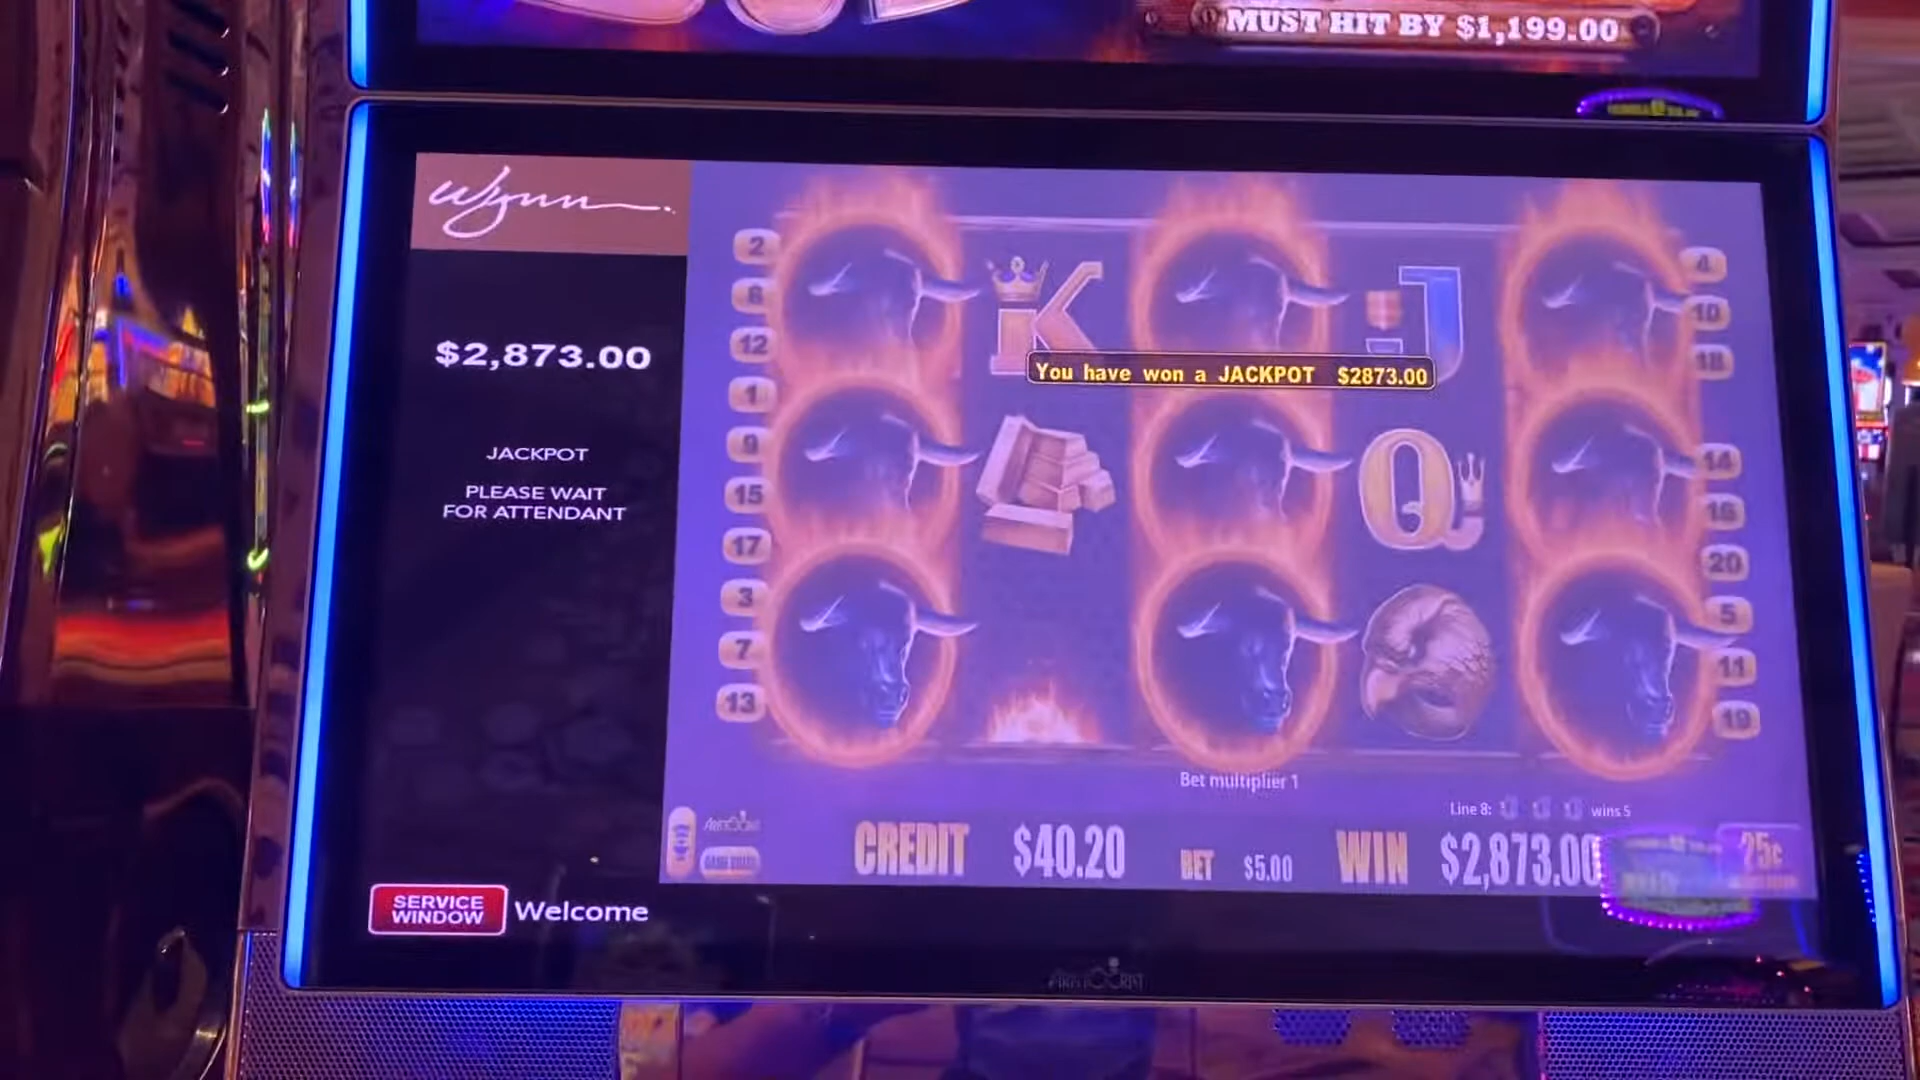 MUST HIT BY $1,199.00
Wynn
$2,873.00
JACKPOT
PLEASE WAIT
FOR ATTENDANT
SERVICE
WINDOW
Welcome
2
6
12
1
9
15
17
3
7
13
K
J
You have won a JACKPOT $2873.00
Q
4
10
18
14
16
20
5
11
19
Bet multiplier 1
Line 8: wins 5
ARISTOCRAT
CREDIT $40.20
BET $5.00
WIN $2,873.00
25¢
ARISTOCRAT